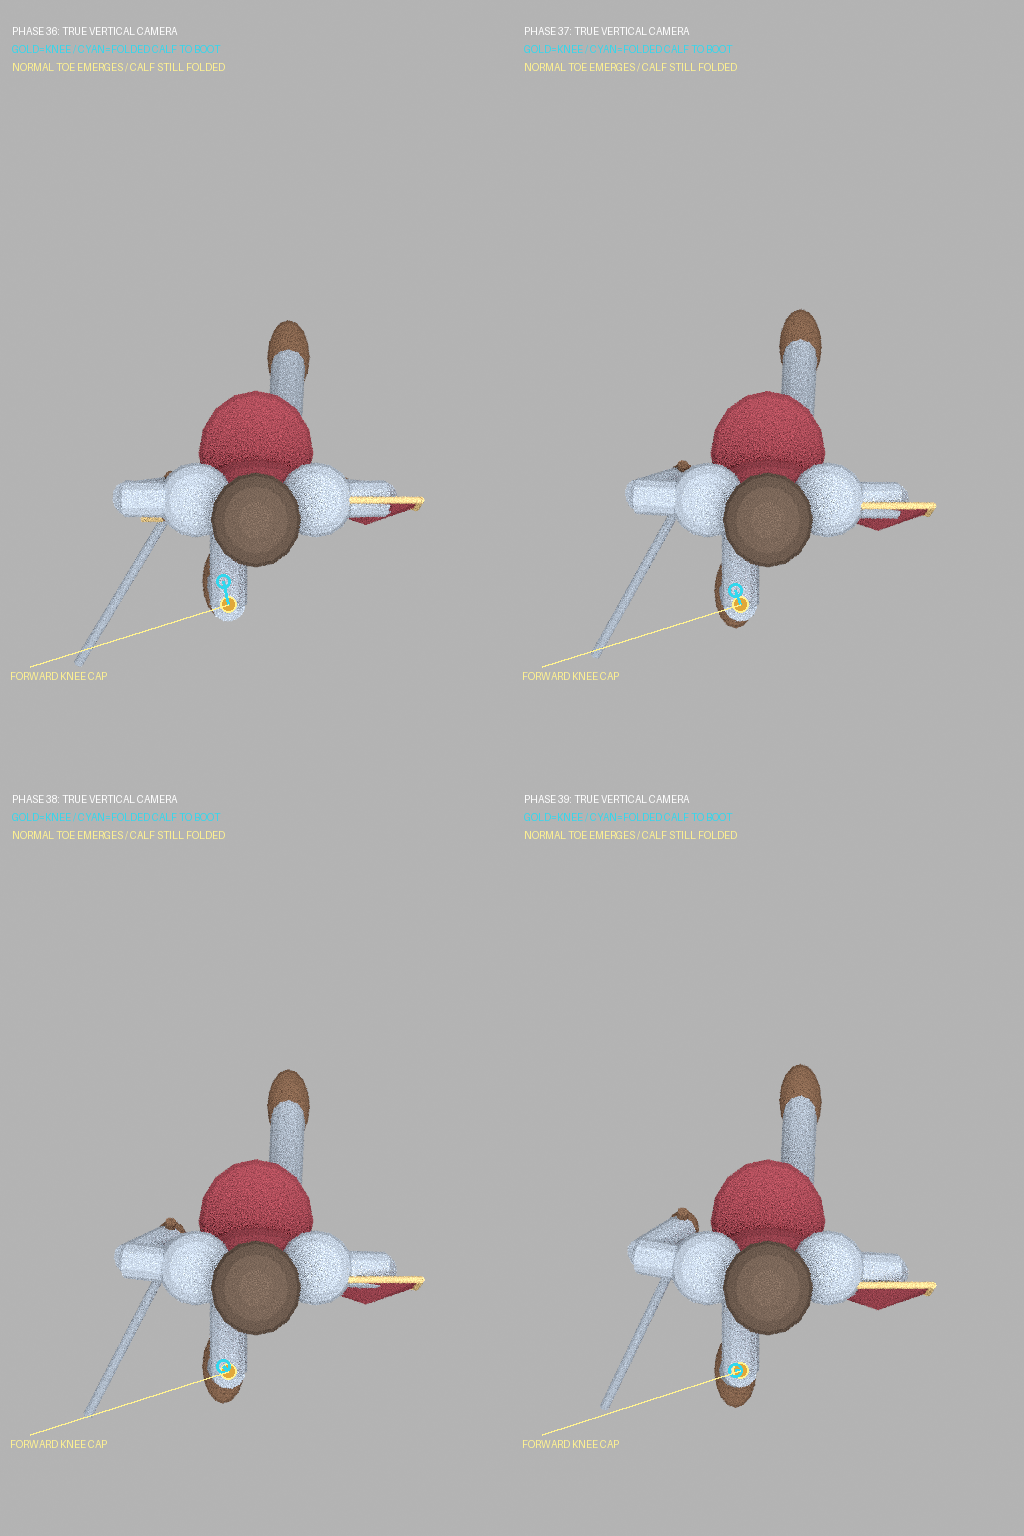 PHASE 36: TRUE VERTICAL CAMERA
GOLD=KNEE / CYAN=FOLDED CALF TO BOOT
NORMAL TOE EMERGES / CALF STILL FOLDED
FORWARD KNEE CAP
PHASE 37: TRUE VERTICAL CAMERA
GOLD=KNEE / CYAN=FOLDED CALF TO BOOT
NORMAL TOE EMERGES / CALF STILL FOLDED
FORWARD KNEE CAP
PHASE 38: TRUE VERTICAL CAMERA
GOLD=KNEE / CYAN=FOLDED CALF TO BOOT
NORMAL TOE EMERGES / CALF STILL FOLDED
FORWARD KNEE CAP
PHASE 39: TRUE VERTICAL CAMERA
GOLD=KNEE / CYAN=FOLDED CALF TO BOOT
NORMAL TOE EMERGES / CALF STILL FOLDED
FORWARD KNEE CAP